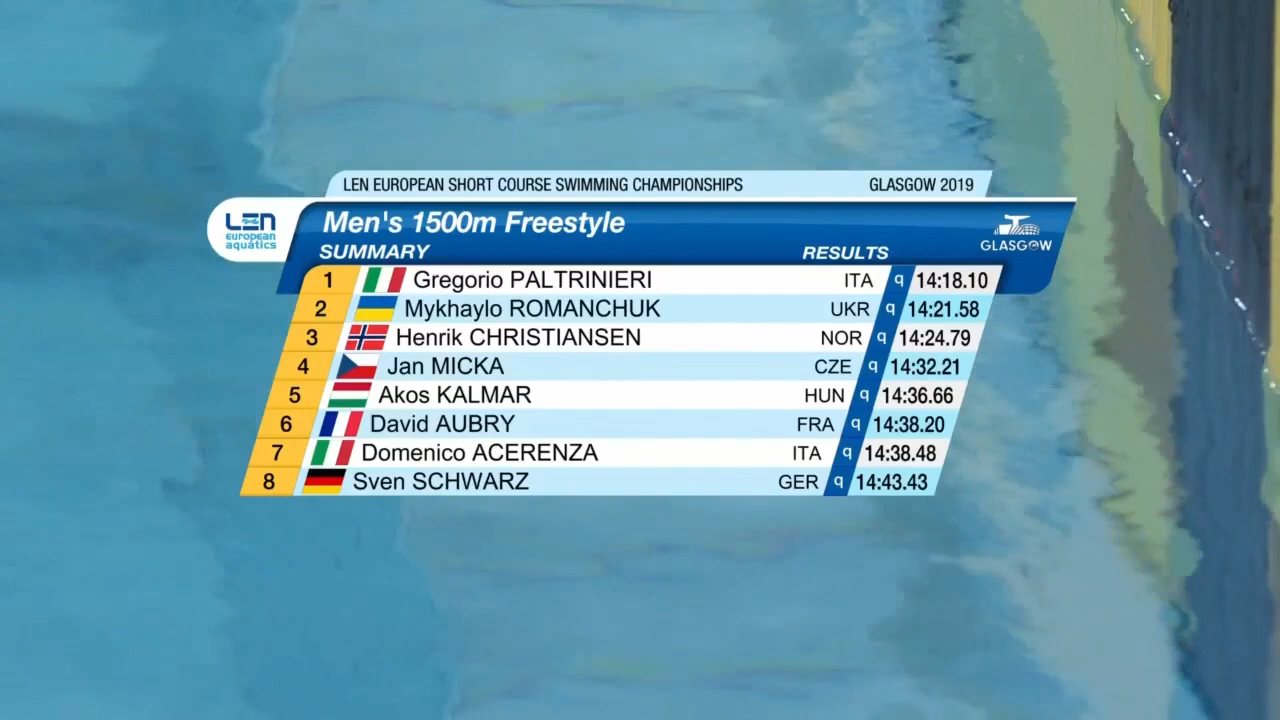 LEN EUROPEAN SHORT COURSE SWIMMING CHAMPIONSHIPS GLASGOW 2019
LEN
european
aquatics
Men's 1500m Freestyle
GLASGOW
SUMMARY RESULTS
1 Gregorio PALTRINIERI ITA q 14:18.10
2 Mykhaylo ROMANCHUK UKR q 14:21.58
3 Henrik CHRISTIANSEN NOR q 14:24.79
4 Jan MICKA CZE q 14:32.21
5 Akos KALMAR HUN q 14:36.66
6 David AUBRY FRA q 14:38.20
7 Domenico ACERENZA ITA q 14:38.48
8 Sven SCHWARZ GER q 14:43.43